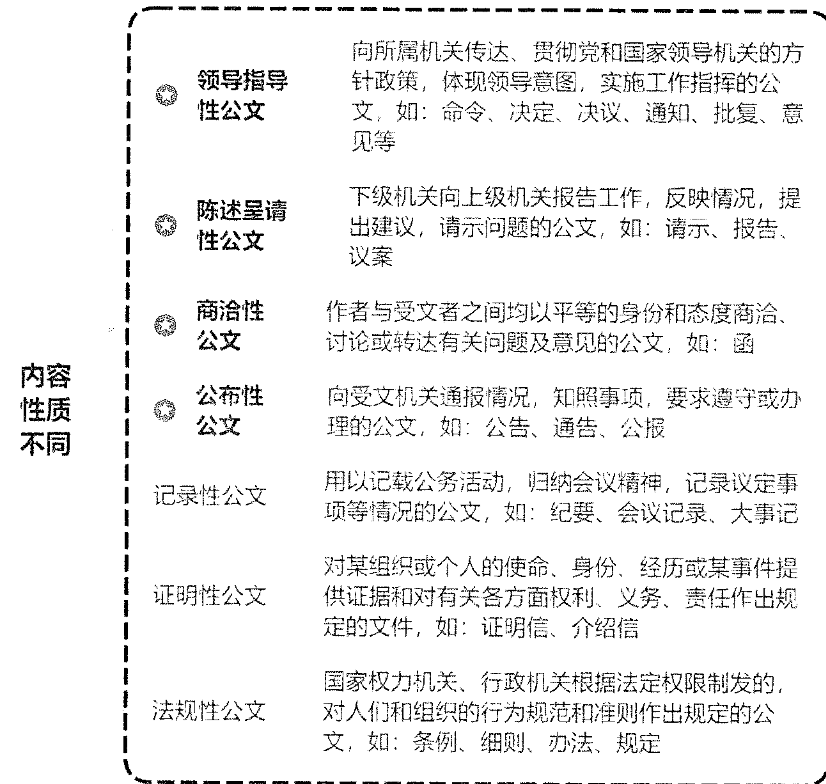 内容
性质
不同
领导指导
性公文
向所属机关传达、贯彻党和国家领导机关的方
针政策，体现领导意图，实施工作指挥的公
文，如：命令、决定、决议、通知、批复、意
见等
陈述呈请
性公文
下级机关向上级机关报告工作，反映情况，提
出建议，请示问题的公文，如：请示、报告、
议案
商洽性
公文
作者与受文者之间均以平等的身份和态度商洽、
讨论或转达有关问题及意见的公文，如：函
公布性
公文
向受文机关通报情况，知照事项，要求遵守或办
理的公文，如：公告、通告、公报
记录性公文
用以记载公务活动，归纳会议精神，记录议定事
项等情况的公文，如：纪要、会议记录、大事记
证明性公文
对某组织或个人的使命、身份、经历或某事件提
供证据和对有关各方面权利、义务、责任作出规
定的文件，如：证明信、介绍信
法规性公文
国家权力机关、行政机关根据法定权限制发的，
对人们和组织的行为规范和准则作出规定的公
文，如：条例、细则、办法、规定